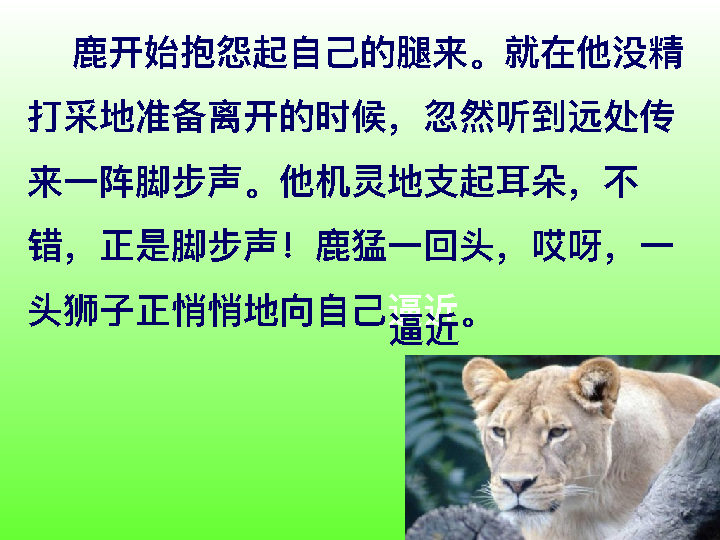 鹿开始抱怨起自己的腿来。就在他没精
打采地准备离开的时候，忽然听到远处传
来一阵脚步声。他机灵地支起耳朵，不
错，正是脚步声！鹿猛一回头，哎呀，一
头狮子正悄悄地向自己逼近。
逼近